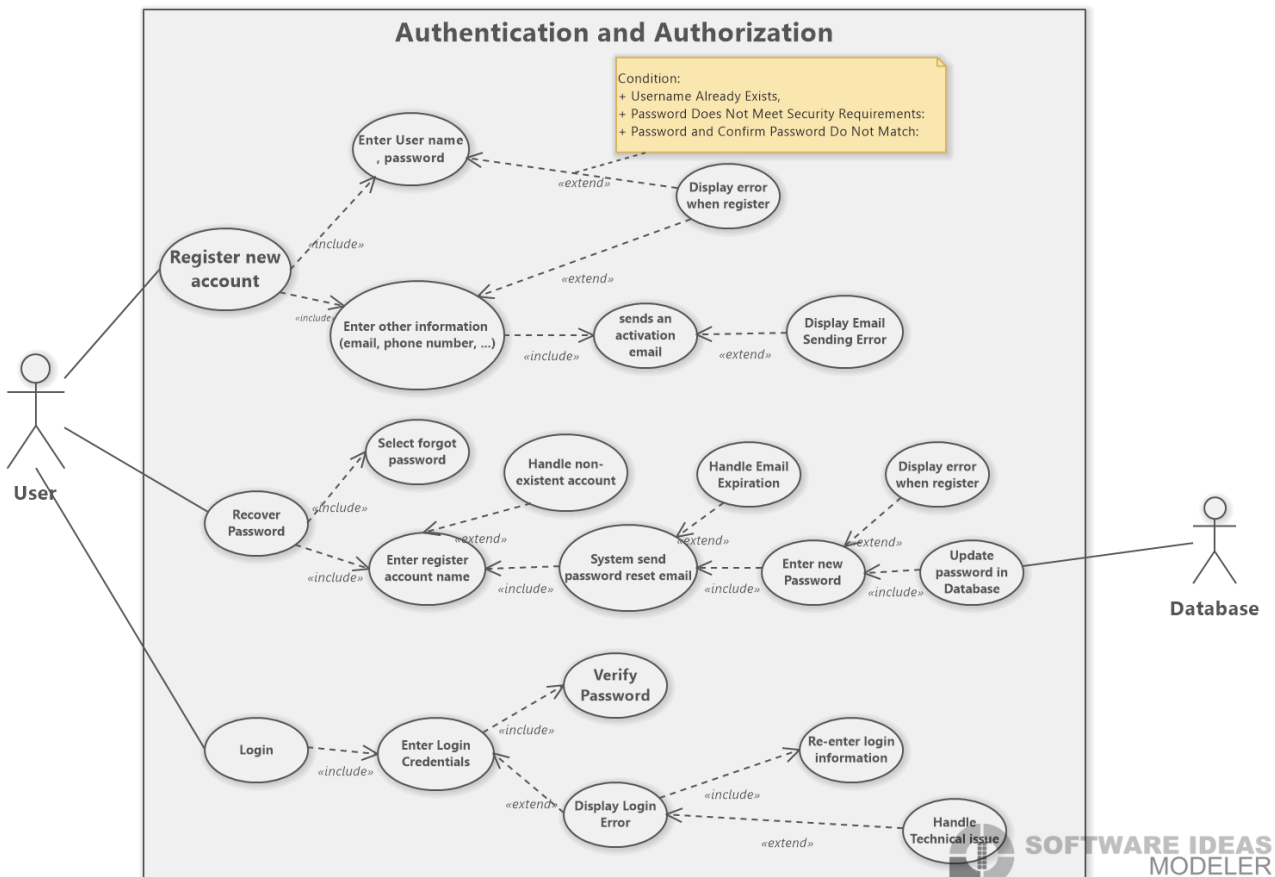 Authentication and Authorization
Condition:
+ Username Already Exists,
+ Password Does Not Meet Security Requirements:
+ Password and Confirm Password Do Not Match:
Enter User name
, password
«extend»
Display error
when register
«include»
Register new
account
«extend»
«include»
Enter other information
(email, phone number, ...)
«include»
sends an
activation
email
«extend»
Display Email
Sending Error
User
Select forgot
password
Handle non-
existent account
Handle Email
Expiration
Display error
when register
Recover
Password
«include»
«include»
Enter register
account name
«extend»
«include»
System send
password reset email
«extend»
«include»
Enter new
Password
«extend»
«include»
Update
password in
Database
Database
Verify
Password
«include»
Login
«include»
Enter Login
Credentials
«extend»
Display Login
Error
«include»
Re-enter login
information
«extend»
Handle
Technical issue
SOFTWARE IDEAS
MODELER